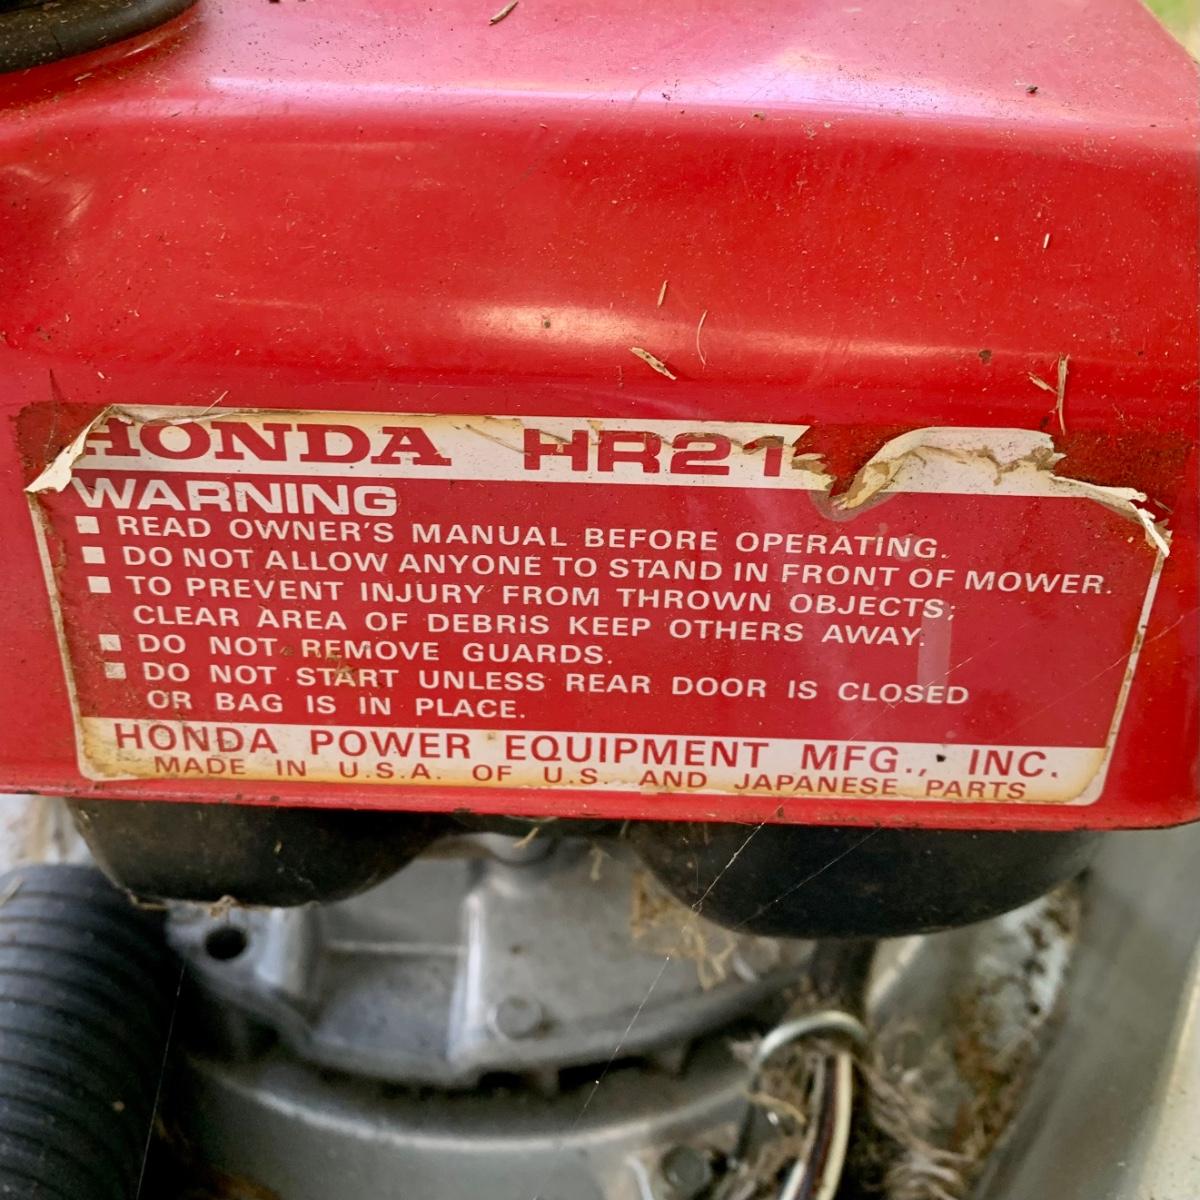 HONDA HR21
WARNING
READ OWNER'S MANUAL BEFORE OPERATING.
DO NOT ALLOW ANYONE TO STAND IN FRONT OF MOWER.
TO PREVENT INJURY FROM THROWN OBJECTS;
CLEAR AREA OF DEBRIS KEEP OTHERS AWAY.
DO NOT REMOVE GUARDS.
DO NOT START UNLESS REAR DOOR IS CLOSED
OR BAG IS IN PLACE.
HONDA POWER EQUIPMENT MFG., INC.
MADE IN U.S.A. OF U.S. AND JAPANESE PARTS